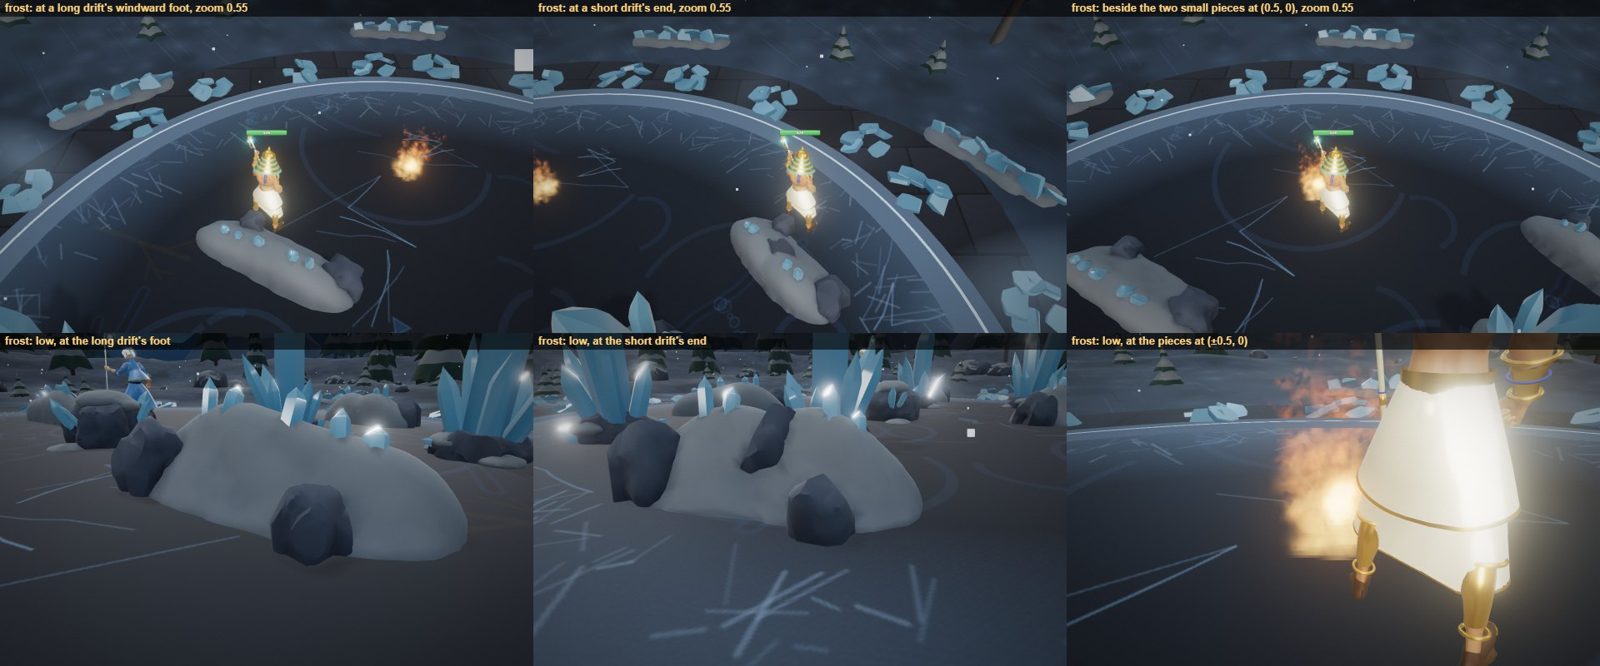 frost: at a long drift's windward foot, zoom 0.55
frost: at a short drift's end, zoom 0.55
frost: beside the two small pieces at (0.5, 0), zoom 0.55
frost: low, at the long drift's foot
frost: low, at the short drift's end
frost: low, at the pieces at (±0.5, 0)